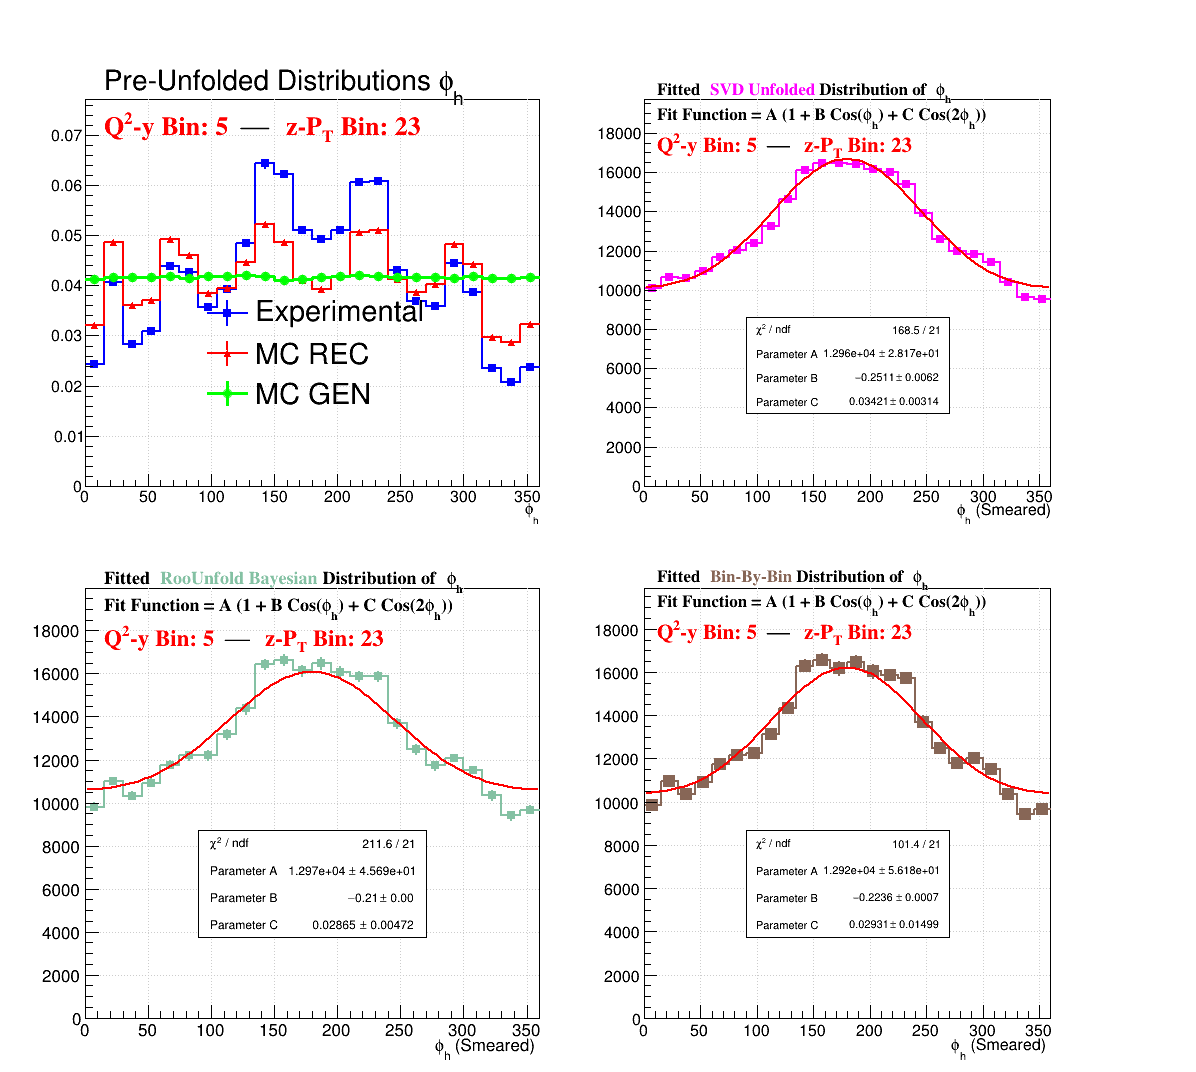 Pre-Unfolded Distributions ϕh
Q²-y Bin: 5 — z-PT Bin: 23
0.07
0.06
0.05
0.04
0.03
0.02
0.01
0
Experimental
MC REC
MC GEN
0 50 100 150 200 250 300 350
ϕh
Fitted SVD Unfolded Distribution of ϕh
Fit Function = A (1 + B Cos(ϕh) + C Cos(2ϕh))
Q²-y Bin: 5 — z-PT Bin: 23
18000
16000
14000
12000
10000
8000
6000
4000
2000
0
χ² / ndf 168.5 / 21
Parameter A 1.296e+04 ± 2.817e+01
Parameter B −0.2511 ± 0.0062
Parameter C 0.03421 ± 0.00314
0 50 100 150 200 250 300 350
ϕh (Smeared)
Fitted RooUnfold Bayesian Distribution of ϕh
Fit Function = A (1 + B Cos(ϕh) + C Cos(2ϕh))
Q²-y Bin: 5 — z-PT Bin: 23
18000
16000
14000
12000
10000
8000
6000
4000
2000
0
χ² / ndf 211.6 / 21
Parameter A 1.297e+04 ± 4.569e+01
Parameter B −0.21 ± 0.00
Parameter C 0.02865 ± 0.00472
0 50 100 150 200 250 300 350
ϕh (Smeared)
Fitted Bin-By-Bin Distribution of ϕh
Fit Function = A (1 + B Cos(ϕh) + C Cos(2ϕh))
Q²-y Bin: 5 — z-PT Bin: 23
18000
16000
14000
12000
10000
8000
6000
4000
2000
0
χ² / ndf 101.4 / 21
Parameter A 1.292e+04 ± 5.618e+01
Parameter B −0.2236 ± 0.0007
Parameter C 0.02931 ± 0.01499
0 50 100 150 200 250 300 350
ϕh (Smeared)